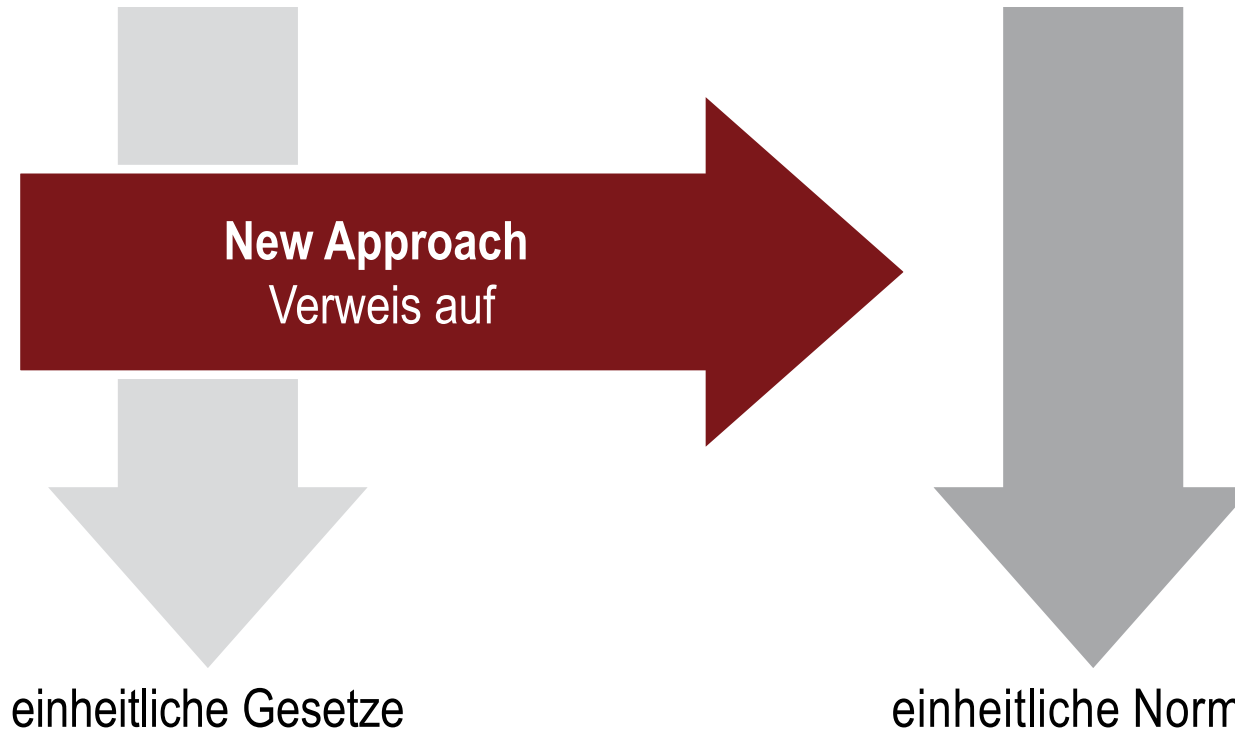 New Approach
Verweis auf
einheitliche Gesetze
einheitliche Norm